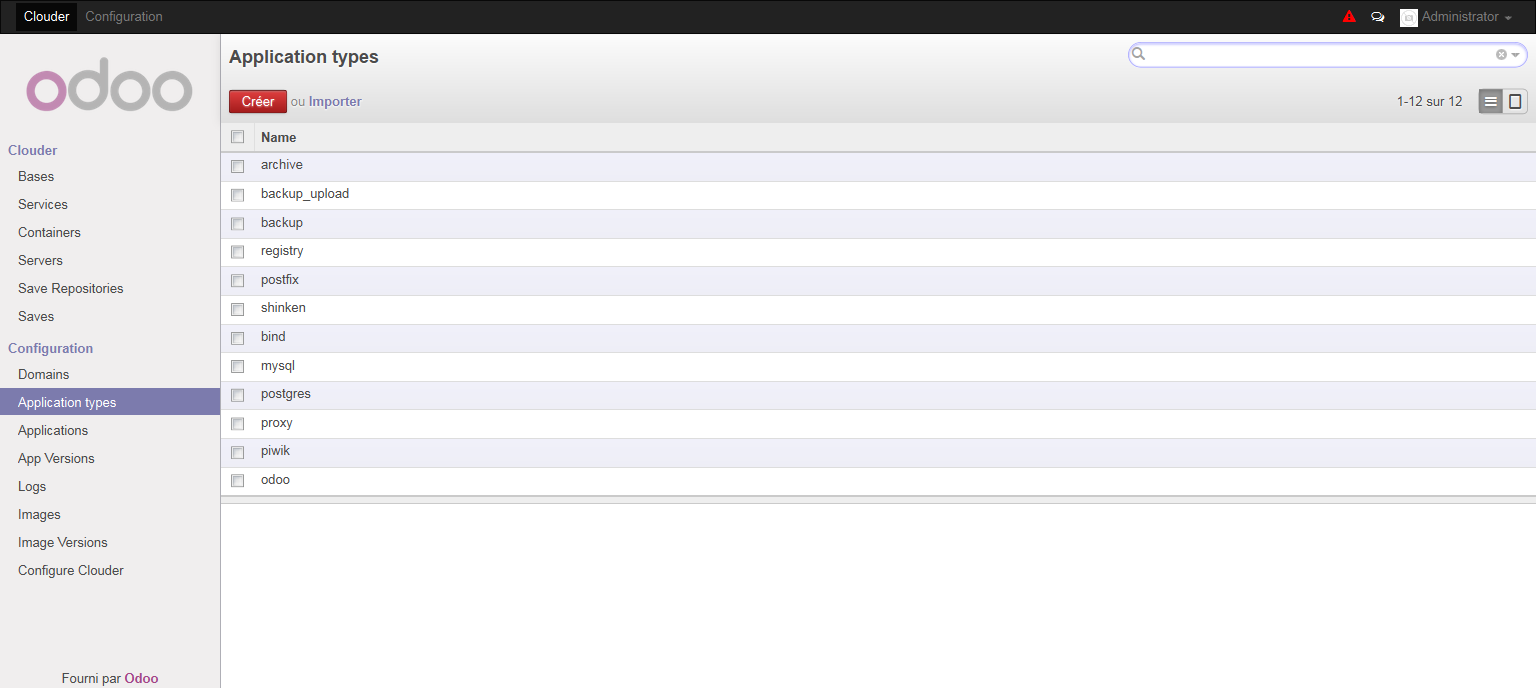 Clouder Configuration Administrator
odoo
Application types
Créer ou Importer 1-12 sur 12
Clouder
Bases
Services
Containers
Servers
Save Repositories
Saves
Configuration
Domains
Application types
Applications
App Versions
Logs
Images
Image Versions
Configure Clouder
Fourni par Odoo
Name
archive
backup_upload
backup
registry
postfix
shinken
bind
mysql
postgres
proxy
piwik
odoo